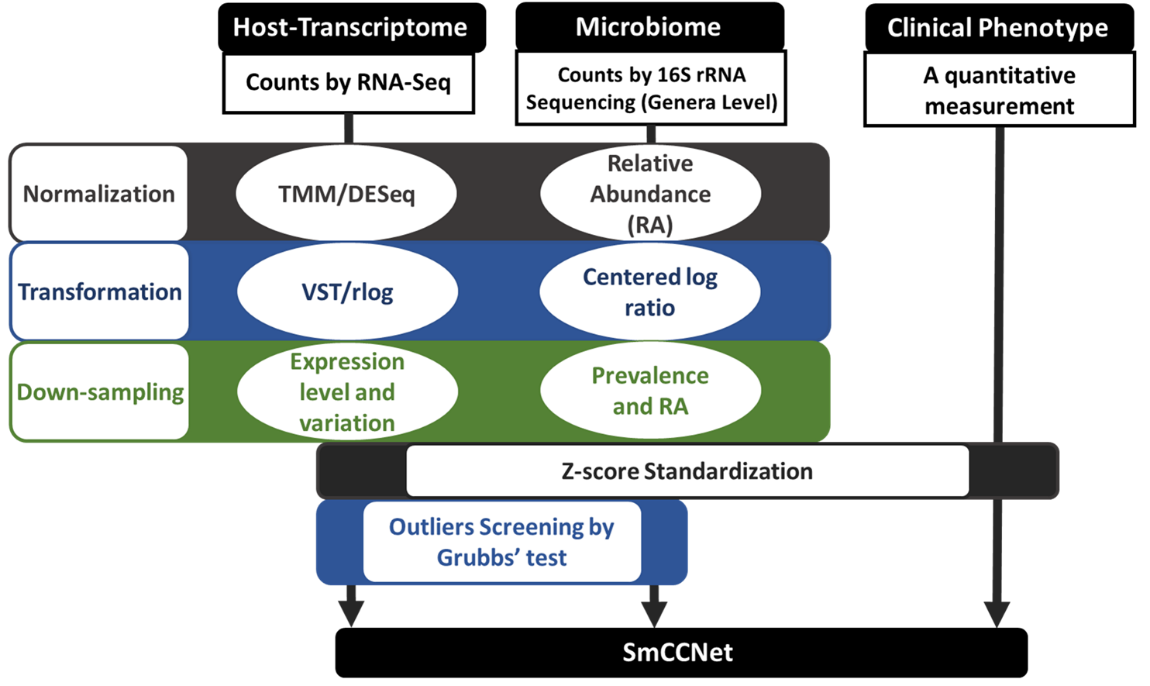 Host-Transcriptome
Microbiome
Clinical Phenotype
Counts by RNA-Seq
Counts by 16S rRNA
Sequencing (Genera Level)
A quantitative
measurement
Normalization
TMM/DESeq
Relative
Abundance
(RA)
Transformation
VST/rlog
Centered log
ratio
Down-sampling
Expression
level and
variation
Prevalence
and RA
Z-score Standardization
Outliers Screening by
Grubbs’ test
SmCCNet